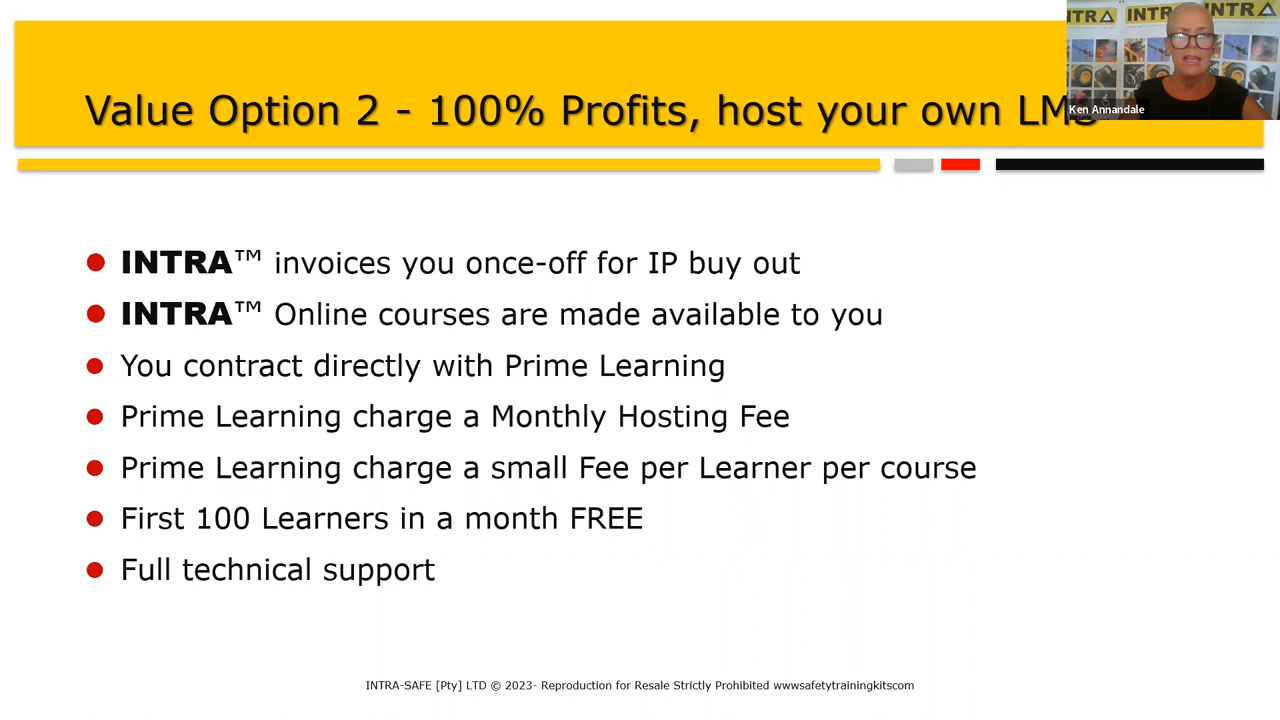 INTRA
INTRA
INTRA
Ken Annandale
Value Option 2 - 100% Profits, host your own LMS
INTRA™ invoices you once-off for IP buy out
INTRA™ Online courses are made available to you
You contract directly with Prime Learning
Prime Learning charge a Monthly Hosting Fee
Prime Learning charge a small Fee per Learner per course
First 100 Learners in a month FREE
Full technical support
INTRA-SAFE [Pty] LTD © 2023- Reproduction for Resale Strictly Prohibited wwwsafetytrainingkitscom